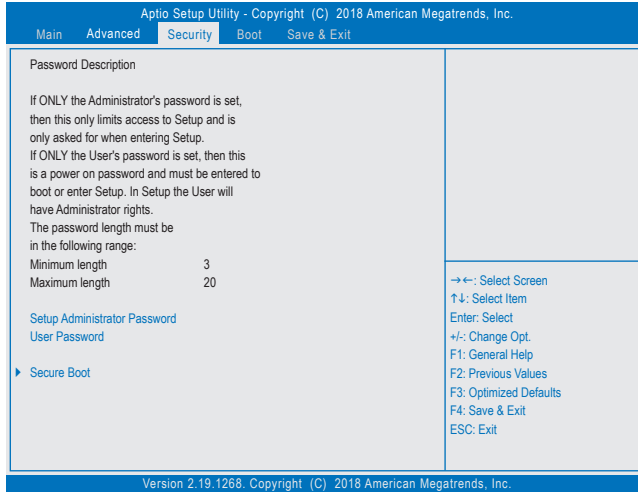 Aptio Setup Utility - Copyright (C) 2018 American Megatrends, Inc.
Main Advanced Security Boot Save & Exit
Password Description
If ONLY the Administrator's password is set,
then this only limits access to Setup and is
only asked for when entering Setup.
If ONLY the User's password is set, then this
is a power on password and must be entered to
boot or enter Setup. In Setup the User will
have Administrator rights.
The password length must be
in the following range:
Minimum length 3
Maximum length 20
Setup Administrator Password
User Password
Secure Boot
→←: Select Screen
↑↓: Select Item
Enter: Select
+/-: Change Opt.
F1: General Help
F2: Previous Values
F3: Optimized Defaults
F4: Save & Exit
ESC: Exit
Version 2.19.1268. Copyright (C) 2018 American Megatrends, Inc.